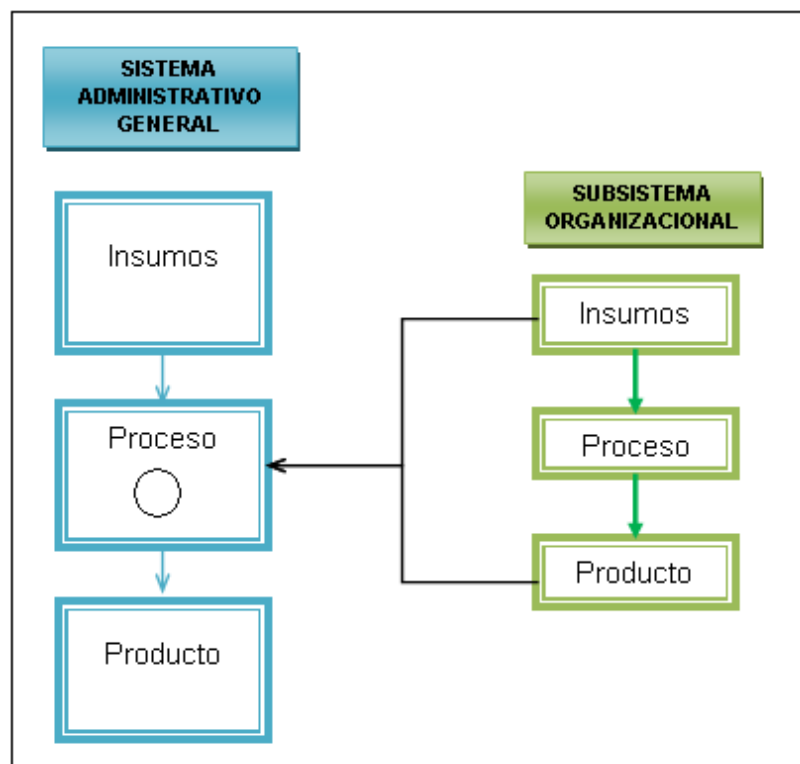 SISTEMA
ADMINISTRATIVO
GENERAL
Insumos
Proceso
Producto
SUBSISTEMA
ORGANIZACIONAL
Insumos
Proceso
Producto